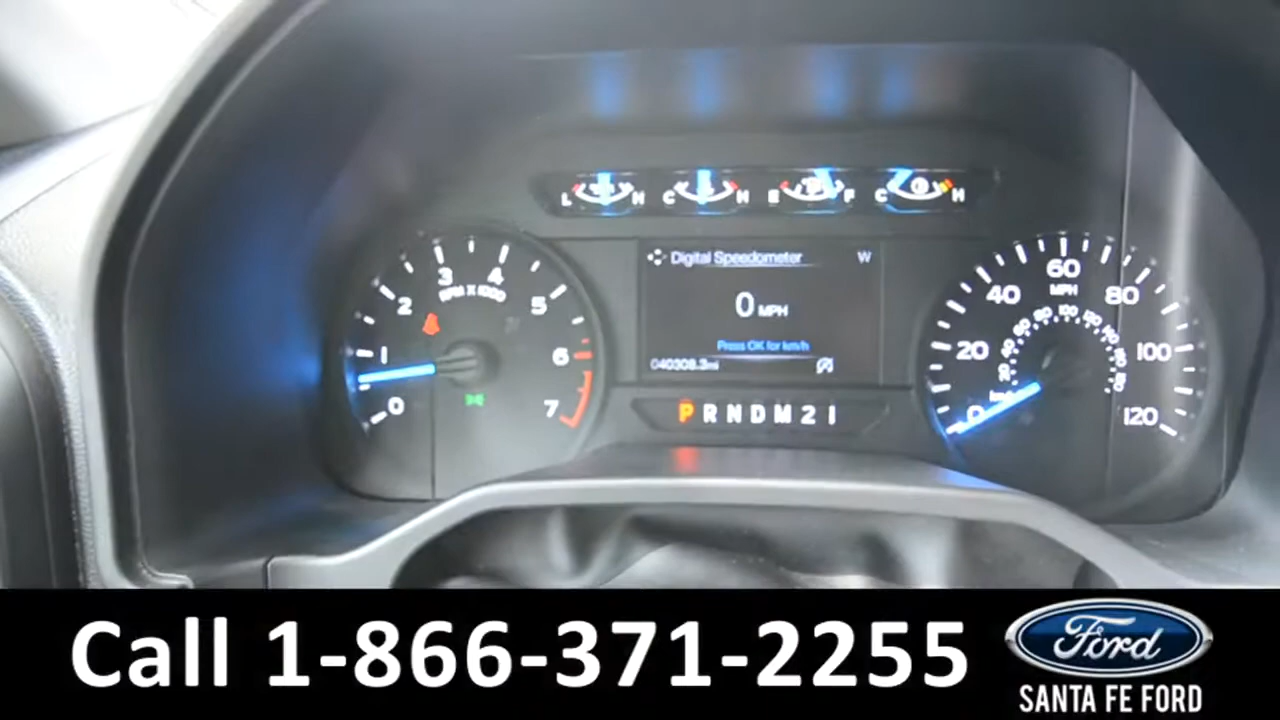 L H C H E F C H
Digital Speedometer W
0 MPH
Press OK for km/h
040308.3mi
P R N D M 2 1
0 1 2 3 4 5 6 7
RPM X 1000
0 20 40 60 80 100 120
MPH
km/h
Call 1-866-371-2255
Ford
SANTA FE FORD